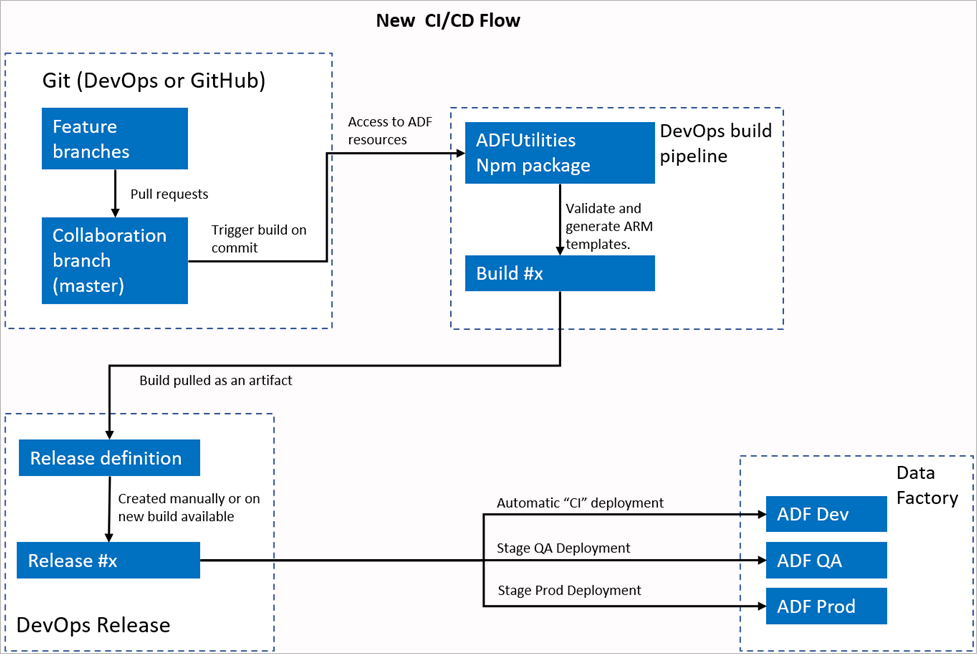 New  CI/CD Flow
Git (DevOps or GitHub)
Feature
branches
Pull requests
Collaboration
branch
(master)
Trigger build on
commit
Access to ADF
resources
ADFUtilities
Npm package
DevOps build
pipeline
Validate and
generate ARM
templates.
Build #x
Build pulled as an artifact
Release definition
Created manually or on
new build available
Release #x
DevOps Release
Automatic “CI” deployment
Stage QA Deployment
Stage Prod Deployment
Data
Factory
ADF Dev
ADF QA
ADF Prod